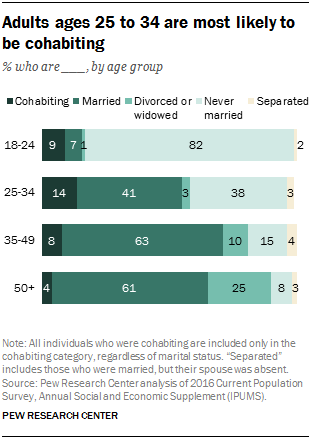 Adults ages 25 to 34 are most likely to
be cohabiting
% who are ___, by age group
Cohabiting Married Divorced or widowed Never married Separated
18-24 9 7 1 82 2
25-34 14 41 3 38 3
35-49 8 63 10 15 4
50+ 4 61 25 8 3
Note: All individuals who were cohabiting are included only in the
cohabiting category, regardless of marital status. “Separated”
includes those who were married, but their spouse was absent.
Source: Pew Research Center analysis of 2016 Current Population
Survey, Annual Social and Economic Supplement (IPUMS).
PEW RESEARCH CENTER